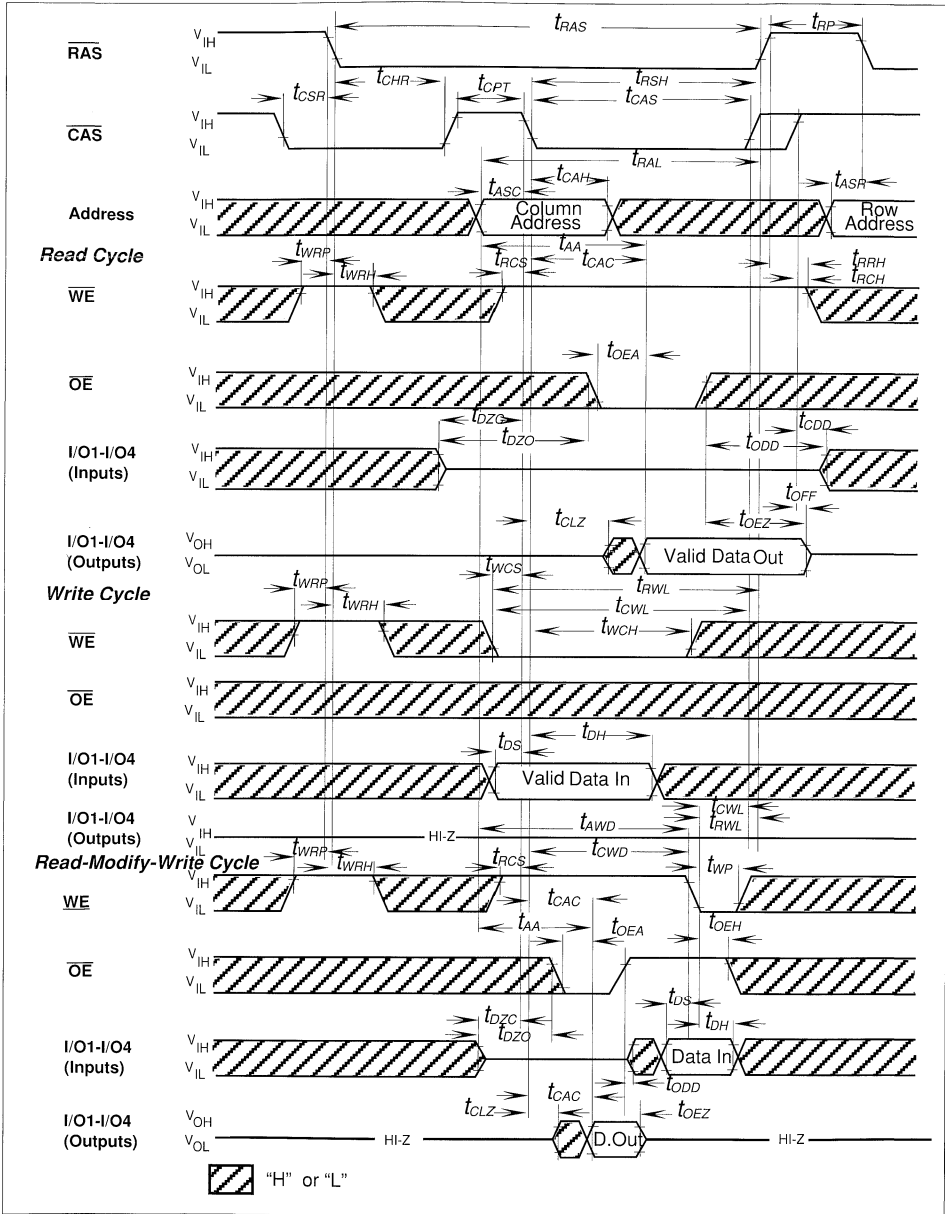 tRAS
tRP
RAS
VIH
VIL
tCHR
tCPT
tRSH
tCSR
tCAS
CAS
VIH
VIL
tRAL
tCAH
tASC
tASR
Address
VIH
VIL
Column
Address
Row
Address
Read Cycle
tAA
tWRP
tWRH
tRCS
tCAC
tRRH
tRCH
WE
VIH
VIL
tOEA
OE
VIH
VIL
tDZC
tCDD
tDZO
tODD
I/O1-I/O4
(Inputs)
VIH
VIL
tOFF
tCLZ
tOEZ
I/O1-I/O4
(Outputs)
VOH
VOL
Valid Data Out
tWCS
Write Cycle
tWRP
tRWL
tWRH
tCWL
tWCH
WE
VIH
VIL
OE
VIH
VIL
tDS
tDH
I/O1-I/O4
(Inputs)
VIH
VIL
Valid Data In
tCWL
I/O1-I/O4
(Outputs)
V
IH
VIL
HI-Z
tAWD
tRWL
Read-Modify-Write Cycle
tWRP
tWRH
tRCS
tCWD
tWP
WE
VIH
VIL
tCAC
tAA
tOEA
tOEH
OE
VIH
VIL
tDS
tDZC
tDZO
tDH
I/O1-I/O4
(Inputs)
VIH
VIL
Data In
tODD
tCAC
tCLZ
tOEZ
I/O1-I/O4
(Outputs)
VOH
VOL
HI-Z
D.Out
HI-Z
"H" or "L"